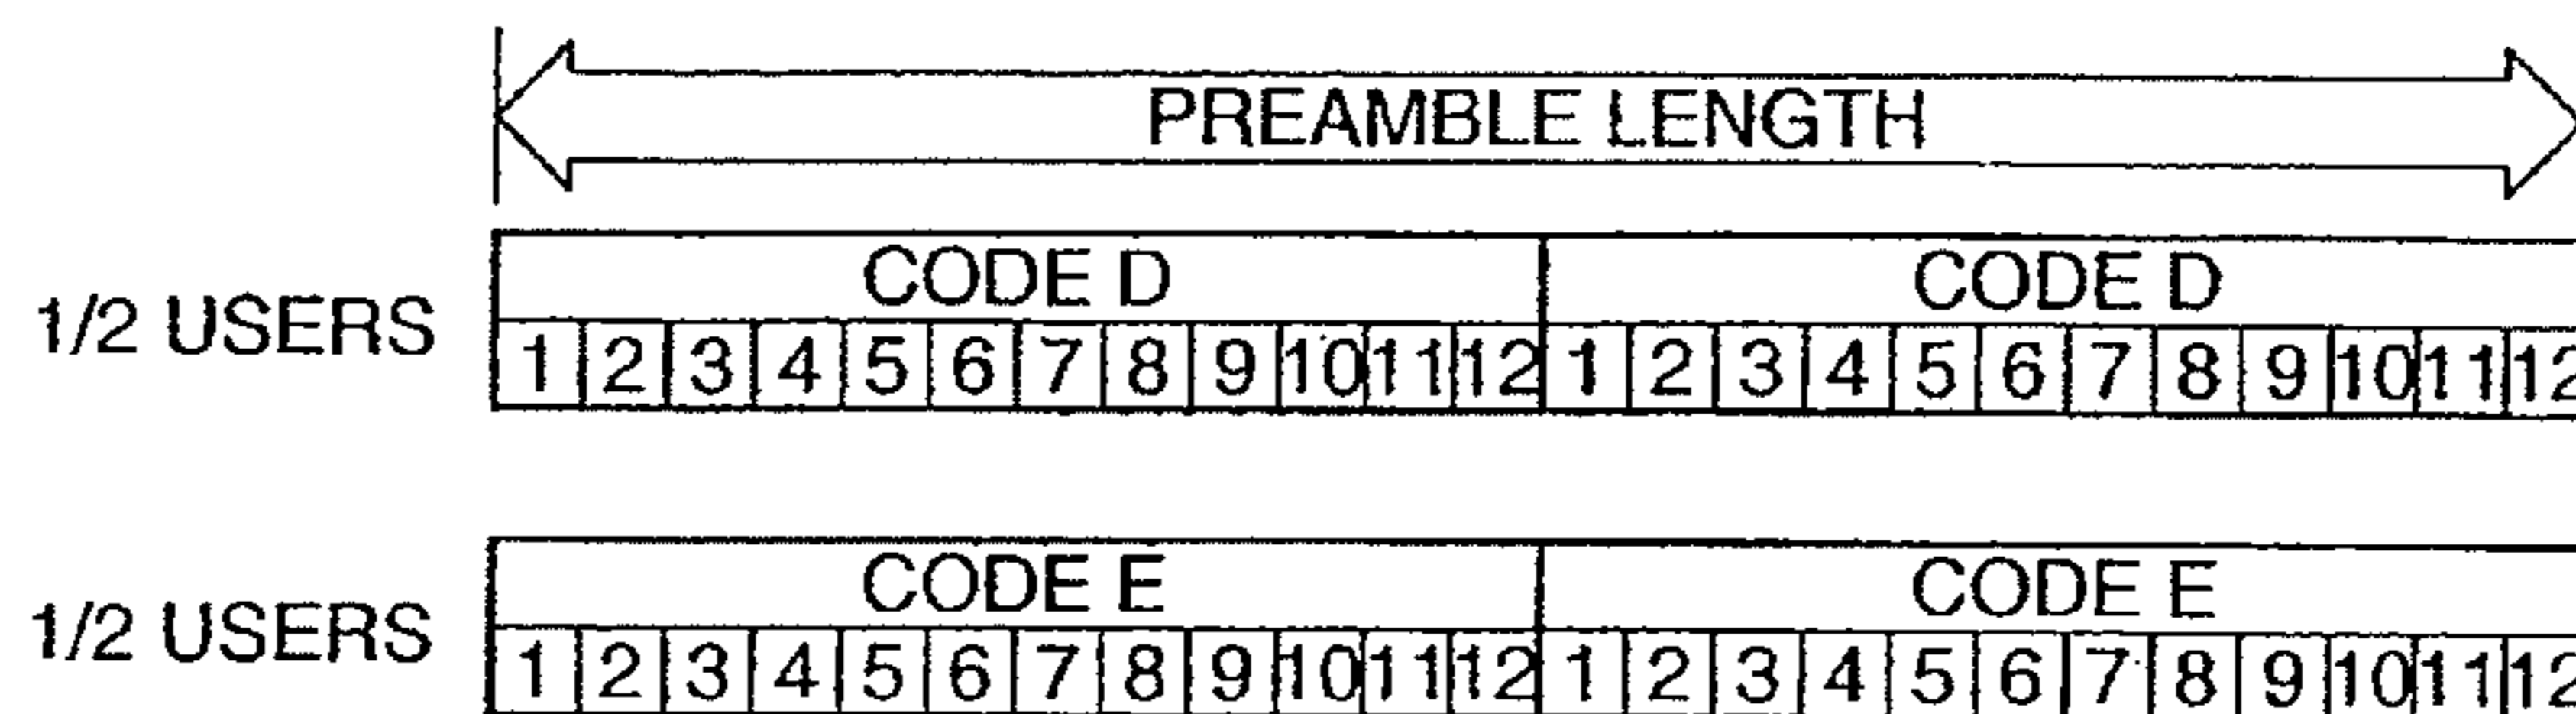 PREAMBLE LENGTH
CODE D CODE D
1/2 USERS
1 2 3 4 5 6 7 8 9 10 11 12 1 2 3 4 5 6 7 8 9 10 11 12
CODE E CODE E
1/2 USERS
1 2 3 4 5 6 7 8 9 10 11 12 1 2 3 4 5 6 7 8 9 10 11 12